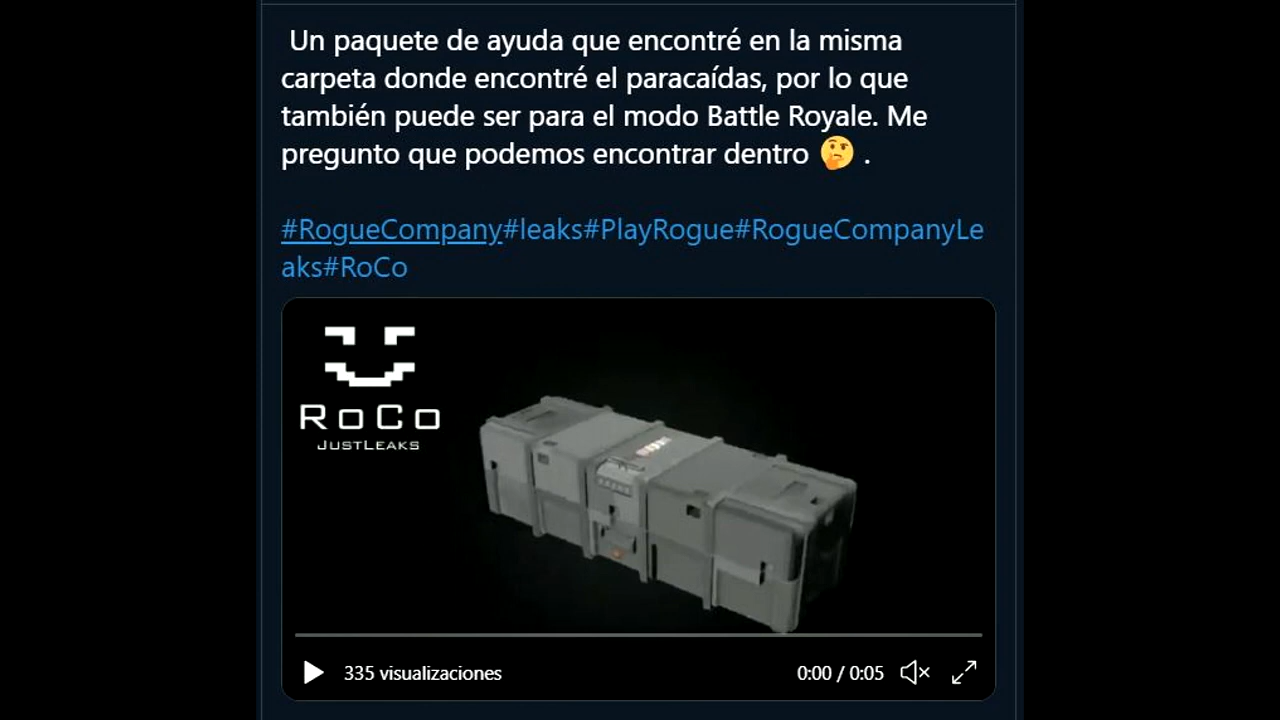 Un paquete de ayuda que encontré en la misma
carpeta donde encontré el paracaídas, por lo que
también puede ser para el modo Battle Royale. Me
pregunto que podemos encontrar dentro 🤔 .
#RogueCompany#leaks#PlayRogue#RogueCompanyLe
aks#RoCo
RoCo
JUSTLEAKS
335 visualizaciones
0:00 / 0:05